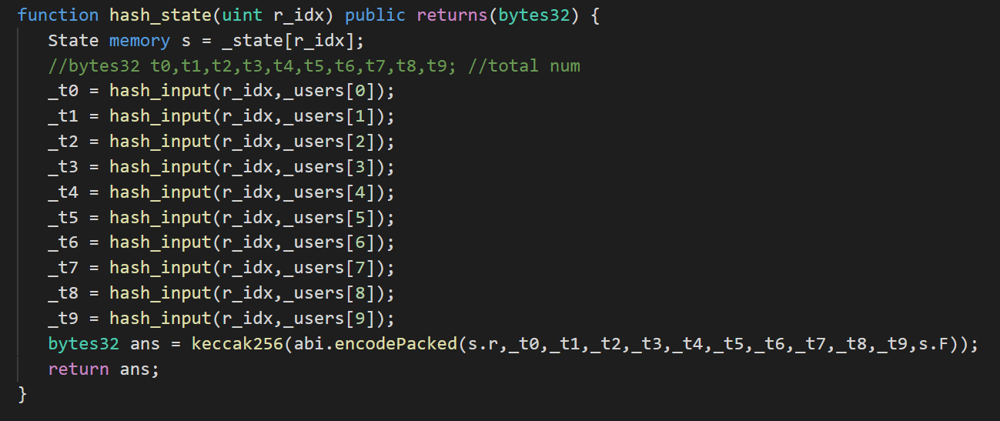 function hash_state(uint r_idx) public returns(bytes32) {
State memory s = _state[r_idx];
//bytes32 t0,t1,t2,t3,t4,t5,t6,t7,t8,t9; //total num
_t0 = hash_input(r_idx,_users[0]);
_t1 = hash_input(r_idx,_users[1]);
_t2 = hash_input(r_idx,_users[2]);
_t3 = hash_input(r_idx,_users[3]);
_t4 = hash_input(r_idx,_users[4]);
_t5 = hash_input(r_idx,_users[5]);
_t6 = hash_input(r_idx,_users[6]);
_t7 = hash_input(r_idx,_users[7]);
_t8 = hash_input(r_idx,_users[8]);
_t9 = hash_input(r_idx,_users[9]);
bytes32 ans = keccak256(abi.encodePacked(s.r,_t0,_t1,_t2,_t3,_t4,_t5,_t6,_t7,_t8,_t9,s.F));
return ans;
}